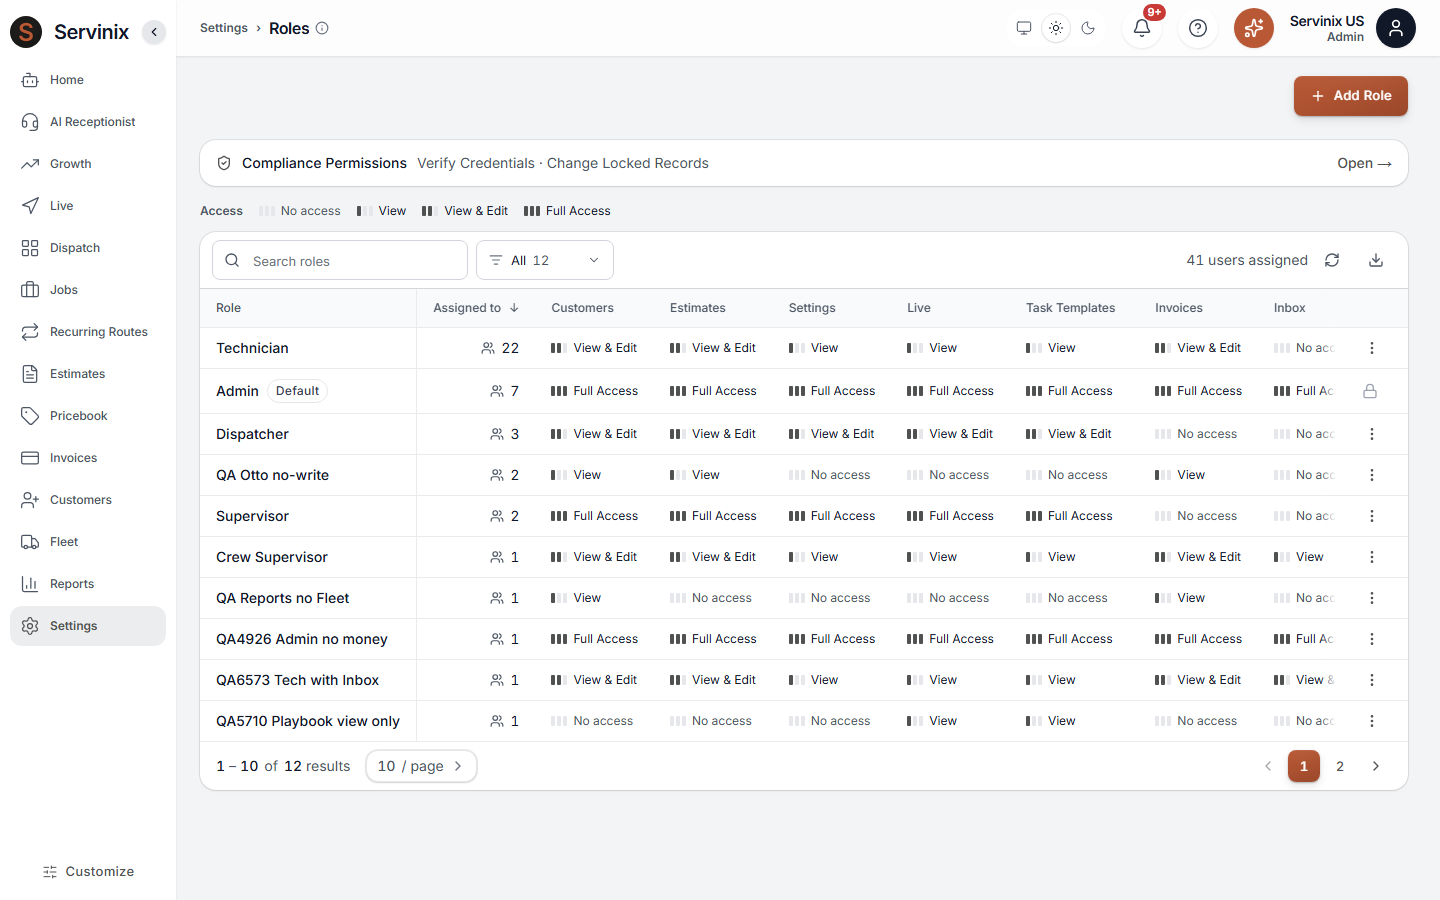 S Servinix
Home
AI Receptionist
Growth
Live
Dispatch
Jobs
Recurring Routes
Estimates
Pricebook
Invoices
Customers
Fleet
Reports
Settings
Customize
Settings › Roles
9+
Servinix US
Admin
+ Add Role
Compliance Permissions Verify Credentials · Change Locked Records Open →
Access No access View View & Edit Full Access
Search roles All 12 41 users assigned
Role Assigned to ↓ Customers Estimates Settings Live Task Templates Invoices Inbox
Technician 22 View & Edit View & Edit View View View View & Edit No acc
Admin Default 7 Full Access Full Access Full Access Full Access Full Access Full Access Full Ac
Dispatcher 3 View & Edit View & Edit View & Edit View & Edit View & Edit No access No acc
QA Otto no-write 2 View View No access No access No access View No acc
Supervisor 2 Full Access Full Access Full Access Full Access Full Access No access No acc
Crew Supervisor 1 View & Edit View & Edit View View View View & Edit View
QA Reports no Fleet 1 View No access No access No access No access View No acc
QA4926 Admin no money 1 Full Access Full Access Full Access Full Access Full Access Full Access Full Ac
QA6573 Tech with Inbox 1 View & Edit View & Edit View View View View & Edit View &
QA5710 Playbook view only 1 No access No access No access View View No access No acc
1 – 10 of 12 results 10 / page 1 2